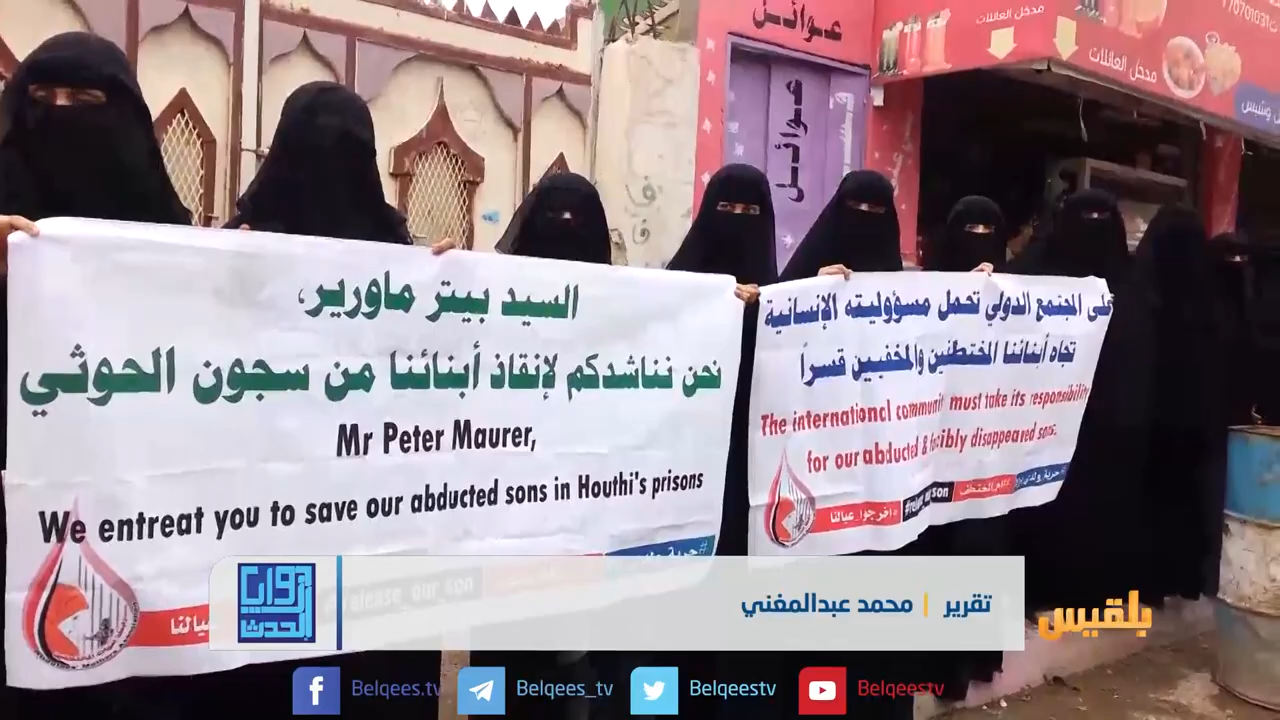 عوائل
عوائل
مدخل العائلات
مدخل العائلات
السيد بيتر ماورير،
نحن نناشدكم لإنقاذ أبنائنا من سجون الحوثي
Mr Peter Maurer,
We entreat you to save our abducted sons in Houthi's prisons
على المجتمع الدولي تحمل مسؤوليته الإنسانية
تجاه أبنائنا المختطفين والمخفيين قسراً
The international community must take its responsibility
for our abducted & forcibly disappeared sons.
#اخرجوا_عيالنا
#release_our_son
تقرير | محمد عبدالمغني
بلقيس
Belqees.tv
Belqees_tv
Belqeestv
Belqeestv